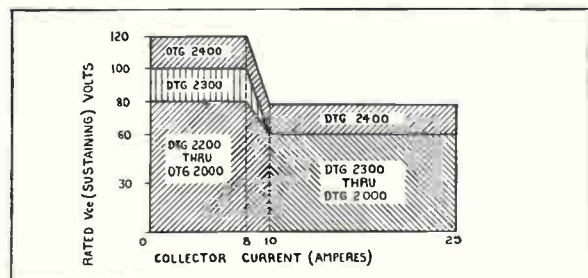 RATED Vce (SUSTAINING) VOLTS
120
100
80
60
30
0
8
10
23
DTG 2400
DTG 2300
DTG 2200
THRU
DTG 2000
DTG 2400
DTG 2300
THRU
DTG 2000
COLLECTOR CURRENT (AMPERES)